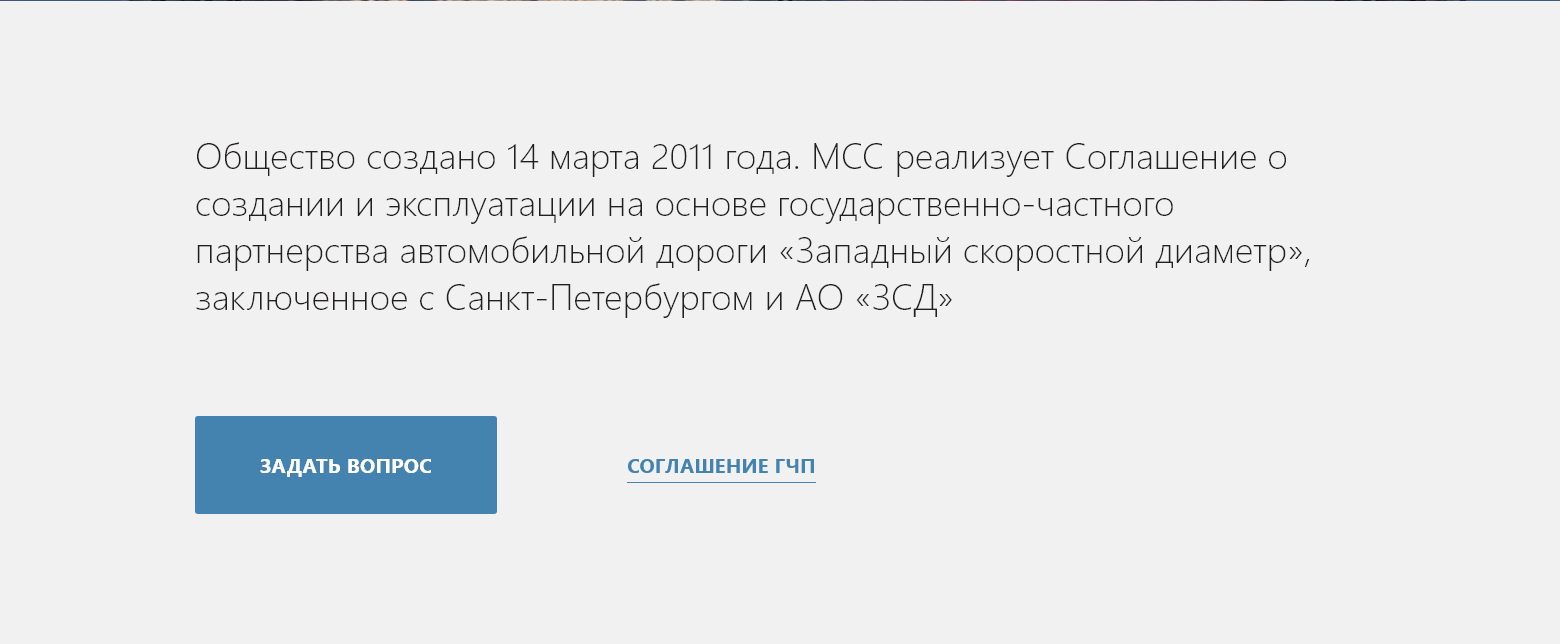 Общество создано 14 марта 2011 года. МСС реализует Соглашение о
создании и эксплуатации на основе государственно-частного
партнерства автомобильной дороги «Западный скоростной диаметр»,
заключенное с Санкт-Петербургом и АО «ЗСД»
ЗАДАТЬ ВОПРОС
СОГЛАШЕНИЕ ГЧП